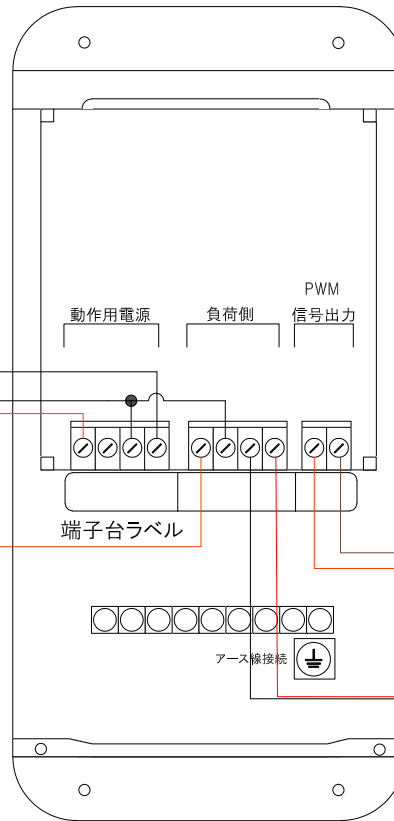 PWM
動作用電源
負荷側
信号出力
端子台ラベル
アース線接続